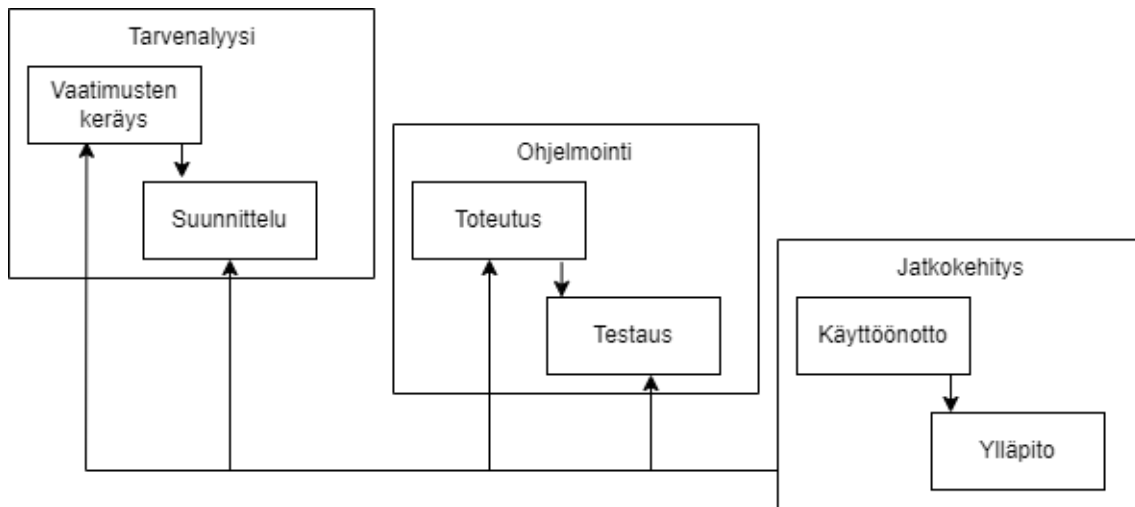 Tarvenalyysi
Vaatimusten
keräys
Suunnittelu
Ohjelmointi
Toteutus
Testaus
Jatkokehitys
Käyttöönotto
Ylläpito